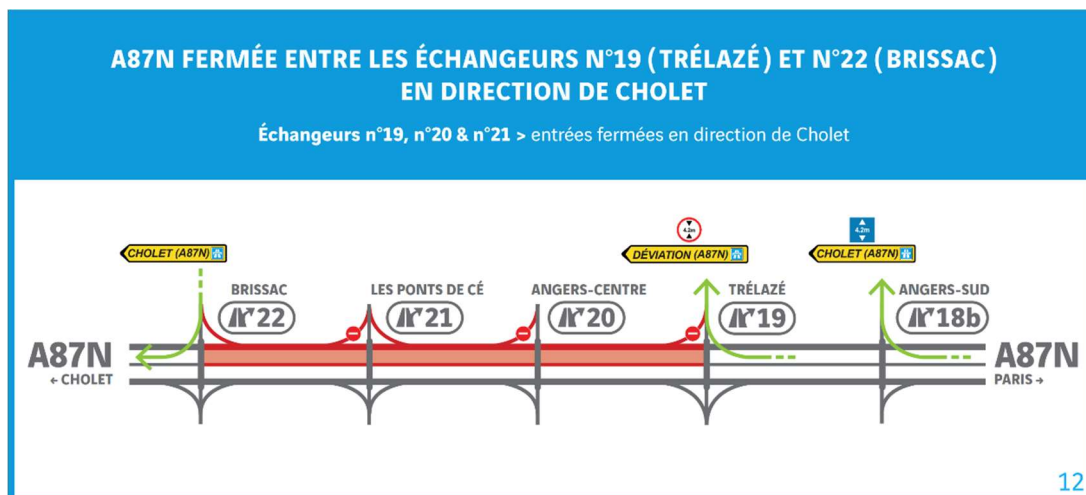 A87N FERMÉE ENTRE LES ÉCHANGEURS N°19 (TRÉLAZÉ) ET N°22 (BRISSAC)
EN DIRECTION DE CHOLET
Échangeurs n°19, n°20 & n°21 > entrées fermées en direction de Cholet
4.2m
4.2m
CHOLET (A87N)
DÉVIATION (A87N)
CHOLET (A87N)
BRISSAC
22
LES PONTS DE CÉ
21
ANGERS-CENTRE
20
TRÉLAZÉ
19
ANGERS-SUD
18b
A87N
← CHOLET
A87N
PARIS →
12